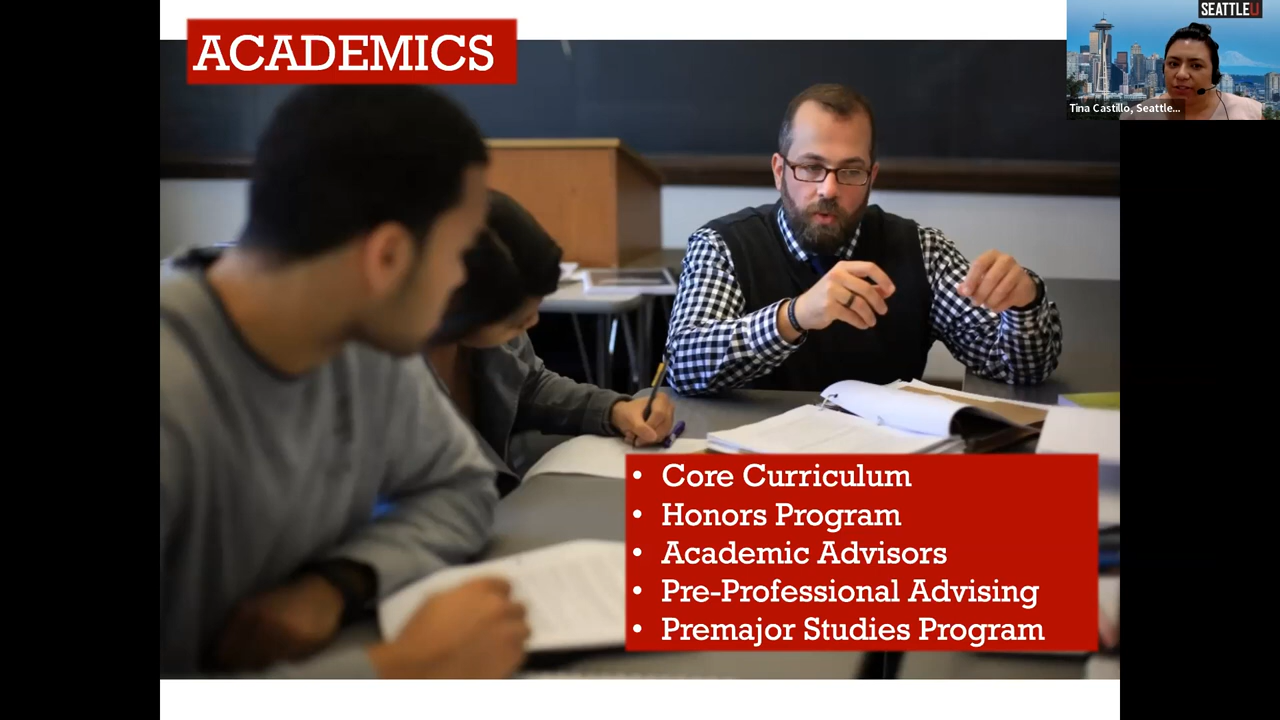 ACADEMICS
SEATTLEU
Tina Castillo, Seattle...
• Core Curriculum
• Honors Program
• Academic Advisors
• Pre-Professional Advising
• Premajor Studies Program